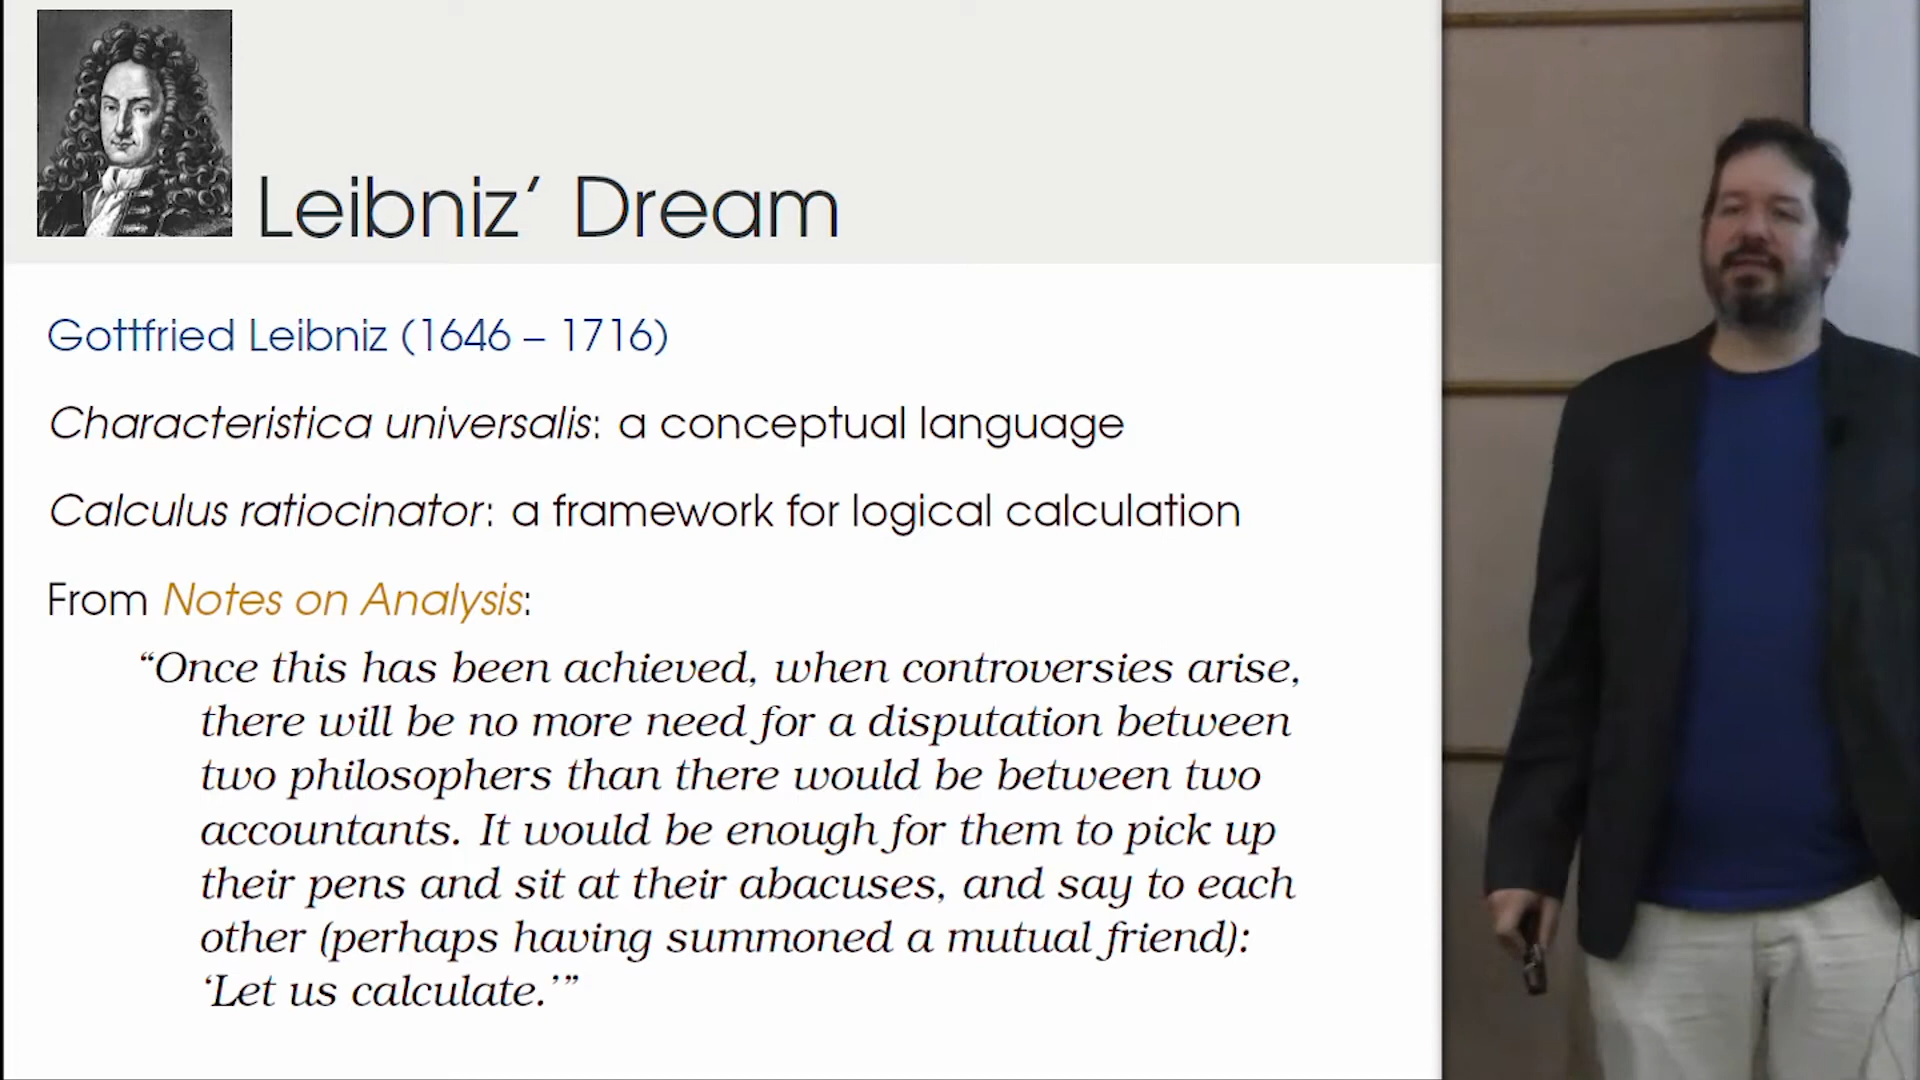 Leibniz’ Dream
Gottfried Leibniz (1646 – 1716)
Characteristica universalis: a conceptual language
Calculus ratiocinator: a framework for logical calculation
From Notes on Analysis:
“Once this has been achieved, when controversies arise,
there will be no more need for a disputation between
two philosophers than there would be between two
accountants. It would be enough for them to pick up
their pens and sit at their abacuses, and say to each
other (perhaps having summoned a mutual friend):
‘Let us calculate.’”